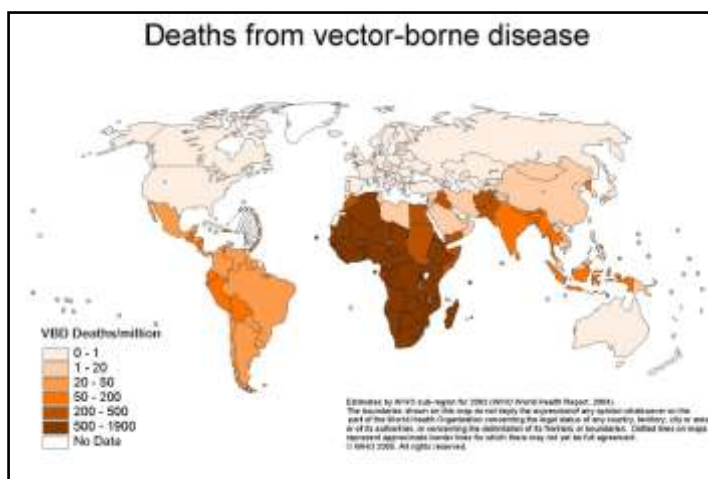 Deaths from vector-borne disease
VBD Deaths/million
0 - 1
1 - 20
20 - 50
50 - 200
200 - 500
500 - 1900
No Data
Estimates by WHO sub-region for 2002 (WHO World Health Report, 2004).
The boundaries shown on this map do not imply the expression of any opinion whatsoever on the
part of the World Health Organization concerning the legal status of any country, territory, city or area
or of its authorities, or concerning the delimitation of its frontiers or boundaries. Dotted lines on maps
represent approximate border lines for which there may not yet be full agreement.
© WHO 2005. All rights reserved.